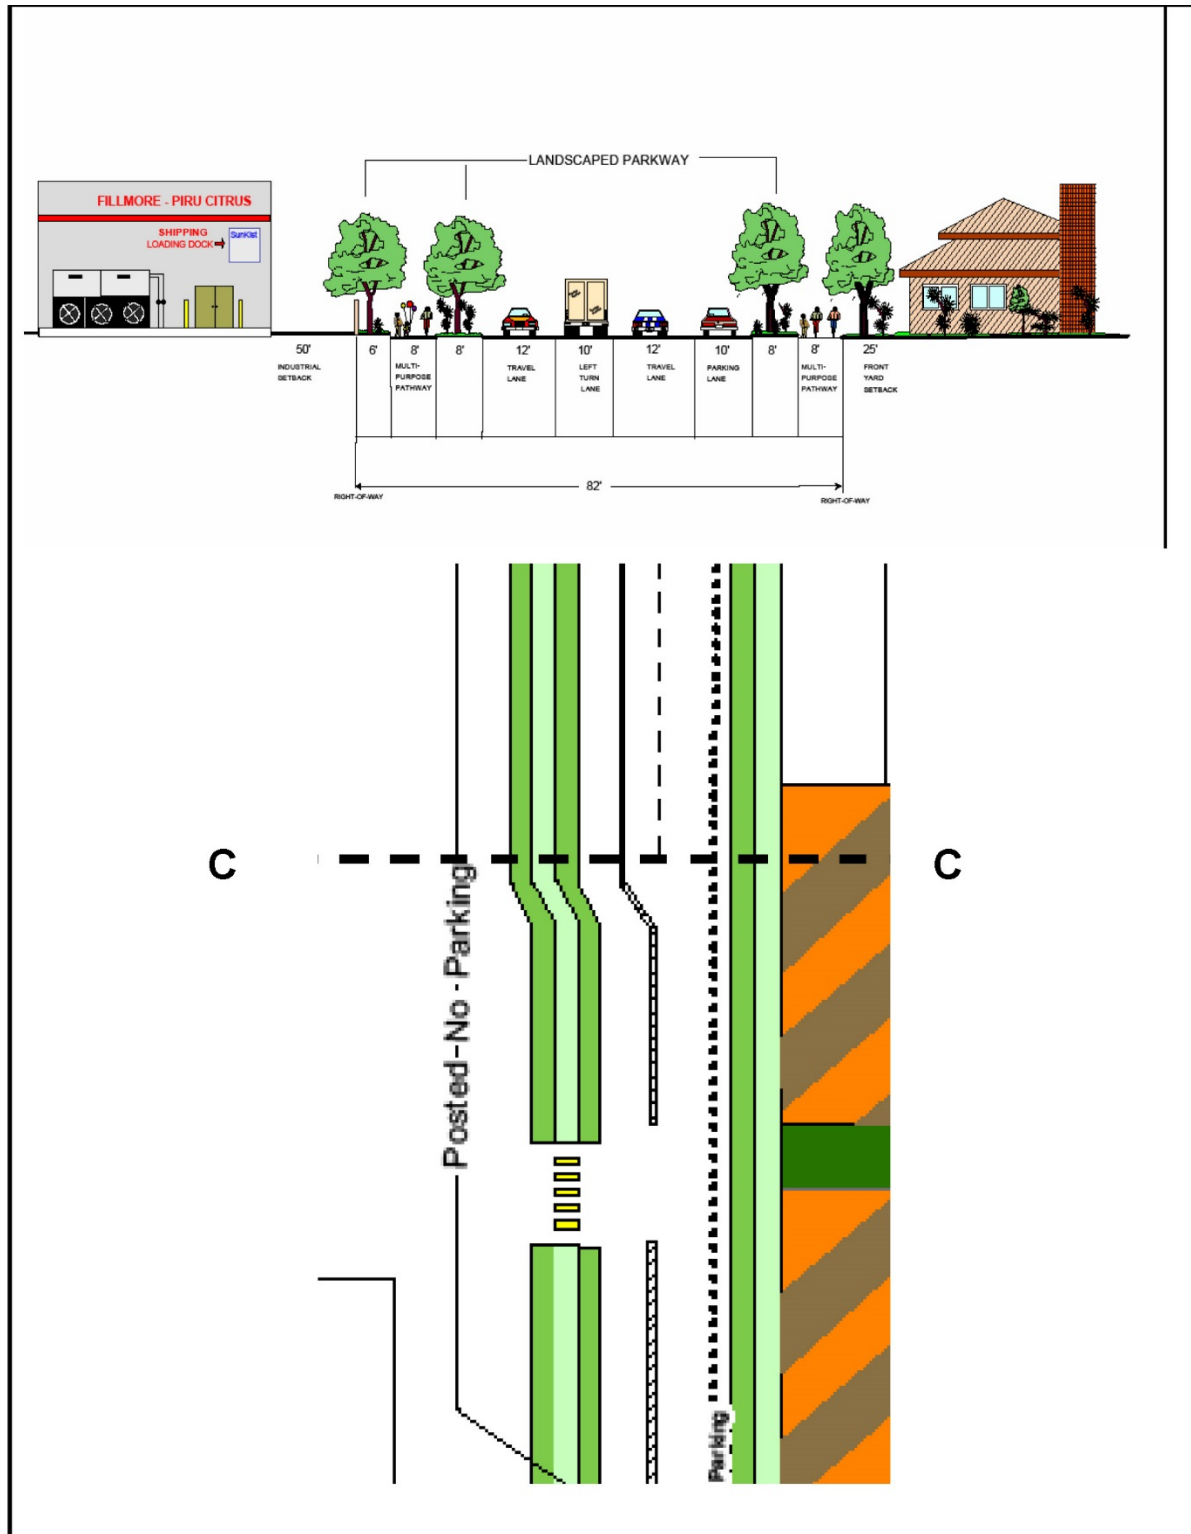 LANDSCAPED PARKWAY
FILLMORE - PIRU CITRUS
SHIPPING
LOADING DOCK
SunKist
50'
6'
8'
8'
12'
10'
12'
10'
8'
8'
25'
INDUSTRIAL
SETBACK
MULTI-
PURPOSE
PATHWAY
TRAVEL
LANE
LEFT
TURN
LANE
TRAVEL
LANE
PARKING
LANE
MULTI-
PURPOSE
PATHWAY
FRONT
YARD
SETBACK
82'
RIGHT-OF-WAY
RIGHT-OF-WAY
C
C
Posted-No-Parking
Parking